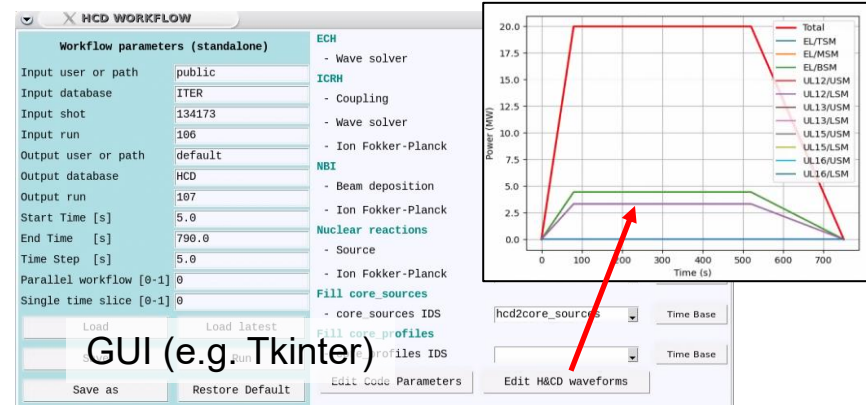 HCD WORKFLOW
Workflow parameters (standalone)
Input user or path public
Input database ITER
Input shot 134173
Input run 106
Output user or path default
Output database HCD
Output run 107
Start Time [s] 5.0
End Time [s] 790.0
Time Step [s] 5.0
Parallel workflow [0-1] 0
Single time slice [0-1] 0
Load Load latest
Run
Save as Restore Default
GUI (e.g. Tkinter)
ECH
- Wave solver
ICRH
- Coupling
- Wave solver
- Ion Fokker-Planck
NBI
- Beam deposition
- Ion Fokker-Planck
Nuclear reactions
- Source
- Ion Fokker-Planck
Fill core_sources
- core_sources IDS hcd2core_sources Time Base
Fill core_profiles
profiles IDS Time Base
Edit Code Parameters Edit H&CD waveforms
20.0
17.5
15.0
12.5
10.0
7.5
5.0
2.5
0.0
Power (MW)
0 100 200 300 400 500 600 700
Time (s)
Total
EL/TSM
EL/MSM
EL/BSM
UL12/USM
UL12/LSM
UL13/USM
UL13/LSM
UL15/USM
UL15/LSM
UL16/USM
UL16/LSM